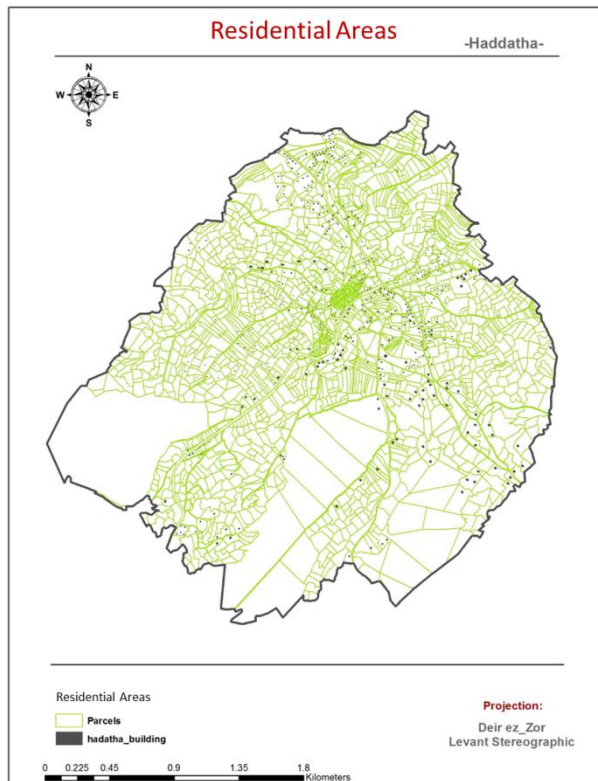 Residential Areas
-Haddatha-
N
W
E
S
Residential Areas
Parcels
hadatha_building
Projection:
Deir ez_Zor
Levant Stereographic
0 0.225 0.45 0.9 1.35 1.8
Kilometers